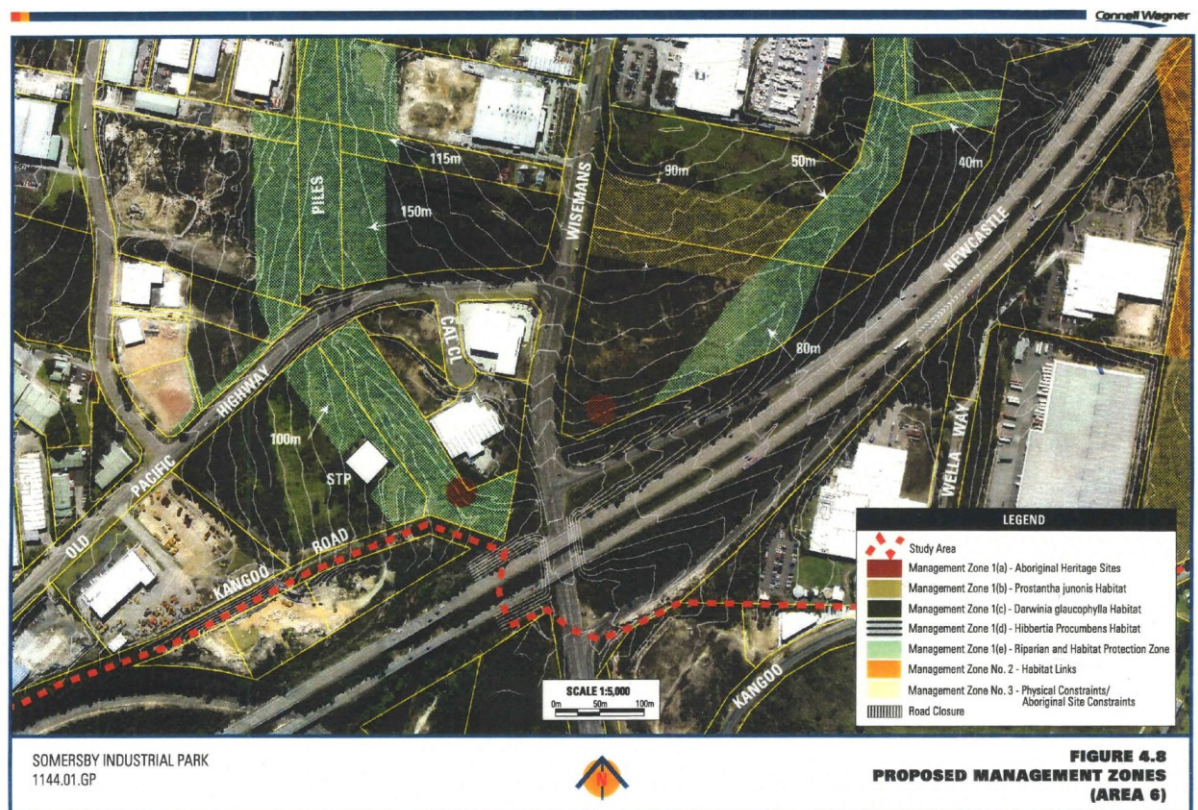 Connell Wagner
115m
PILES
150m
WISEMANS
90m
50m
40m
NEWCASTLE
CAL CL
80m
HIGHWAY
100m
STP
PACIFIC
OLD
WELLA WAY
KANGOO
ROAD
KANGOO
LEGEND
Study Area
Management Zone 1(a) - Aboriginal Heritage Sites
Management Zone 1(b) - Prostantha junonis Habitat
Management Zone 1(c) - Darwinia glaucophylla Habitat
Management Zone 1(d) - Hibbertia Procumbens Habitat
Management Zone 1(e) - Riparian and Habitat Protection Zone
Management Zone No. 2 - Habitat Links
Management Zone No. 3 - Physical Constraints/
Aboriginal Site Constraints
Road Closure
SCALE 1:5,000
0m 50m 100m
SOMERSBY INDUSTRIAL PARK
1144.01.GP
N
FIGURE 4.8
PROPOSED MANAGEMENT ZONES
(AREA 6)